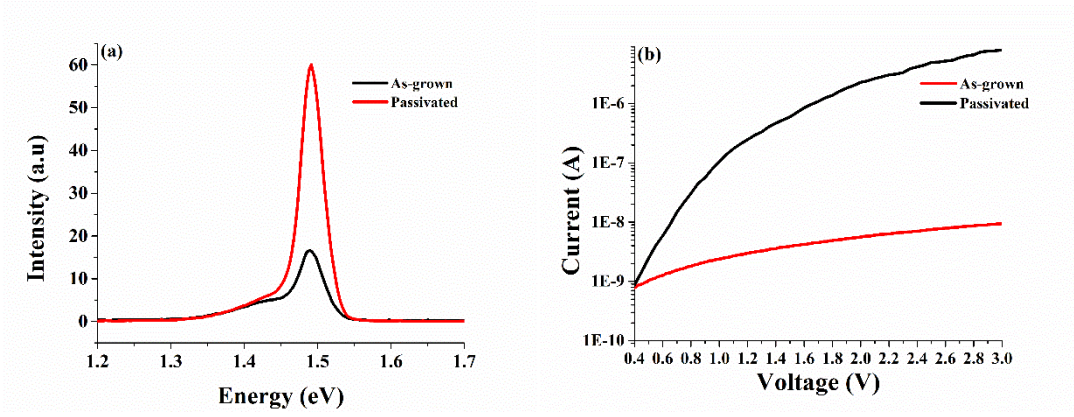 (a)
As-grown
Passivated
60
50
40
30
20
10
0
1.2 1.3 1.4 1.5 1.6 1.7
Intensity (a.u)
Energy (eV)
(b)
As-grown
Passivated
1E-6
1E-7
1E-8
1E-9
1E-10
0.4 0.6 0.8 1.0 1.2 1.4 1.6 1.8 2.0 2.2 2.4 2.6 2.8 3.0
Current (A)
Voltage (V)